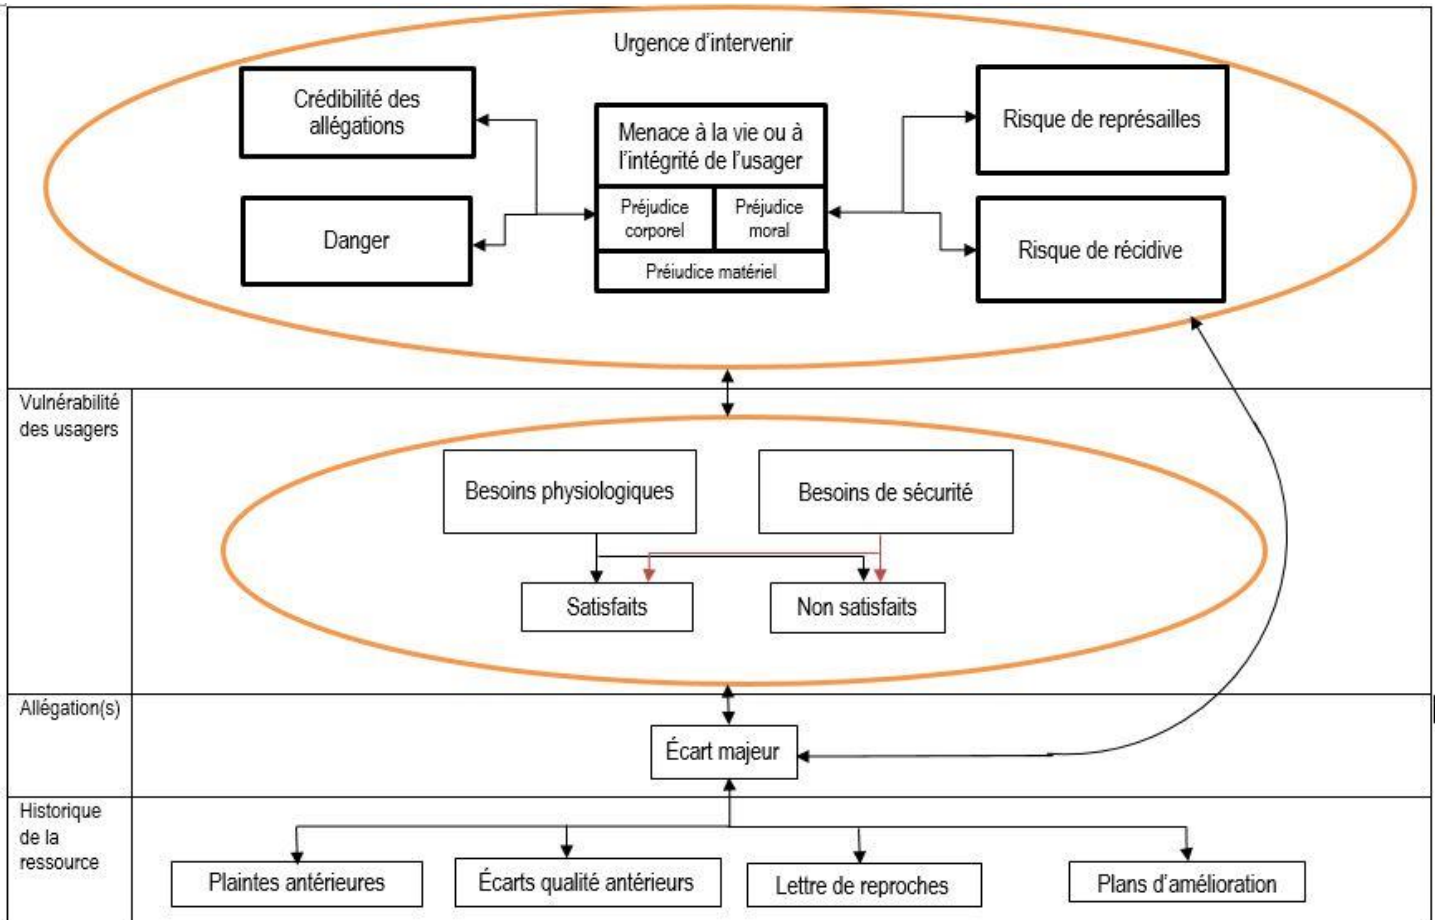 Urgence d'intervenir
Crédibilité des
allégations
Danger
Menace à la vie ou à
l'intégrité de l'usager
Préjudice
corporel
Préjudice
moral
Préjudice matériel
Risque de représailles
Risque de récidive
Vulnérabilité
des usagers
Besoins physiologiques
Besoins de sécurité
Satisfaits
Non satisfaits
Allégation(s)
Écart majeur
Historique
de la
ressource
Plaintes antérieures
Écarts qualité antérieurs
Lettre de reproches
Plans d'amélioration